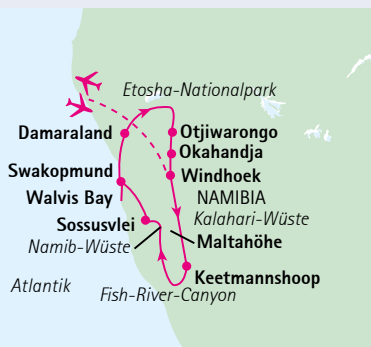 Etosha-Nationalpark
Damaraland
Otjiwarongo
Okahandja
Swakopmund
Windhoek
Walvis Bay
NAMIBIA
Sossusvlei
Kalahari-Wüste
Namib-Wüste
Maltahöhe
Keetmannshoop
Atlantik
Fish-River-Canyon